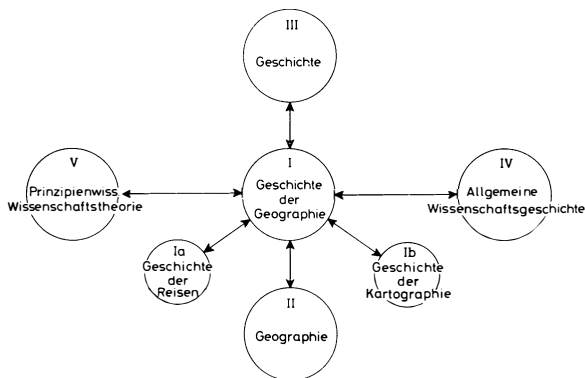 III
Geschichte
V
Prinzipienwiss
Wissenschaftstheorie
I
Geschichte
der
Geographie
IV
Allgemeine
Wissenschaftsgeschichte
Ia
Geschichte
der
Reisen
Ib
Geschichte
der
Kartographie
II
Geographie